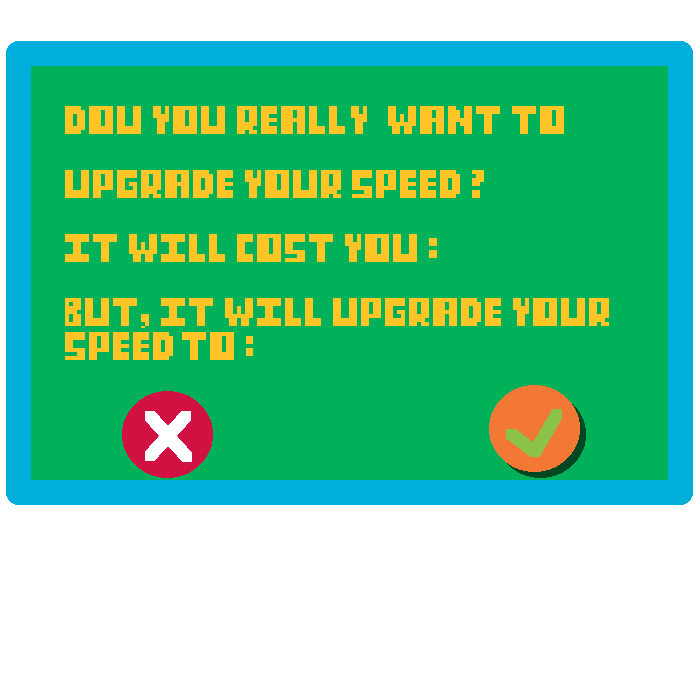 DOU YOU REALLY WANT TO
UPGRADE YOUR SPEED ?
IT WILL COST YOU :
BUT, IT WILL UPGRADE YOUR
SPEED TO :